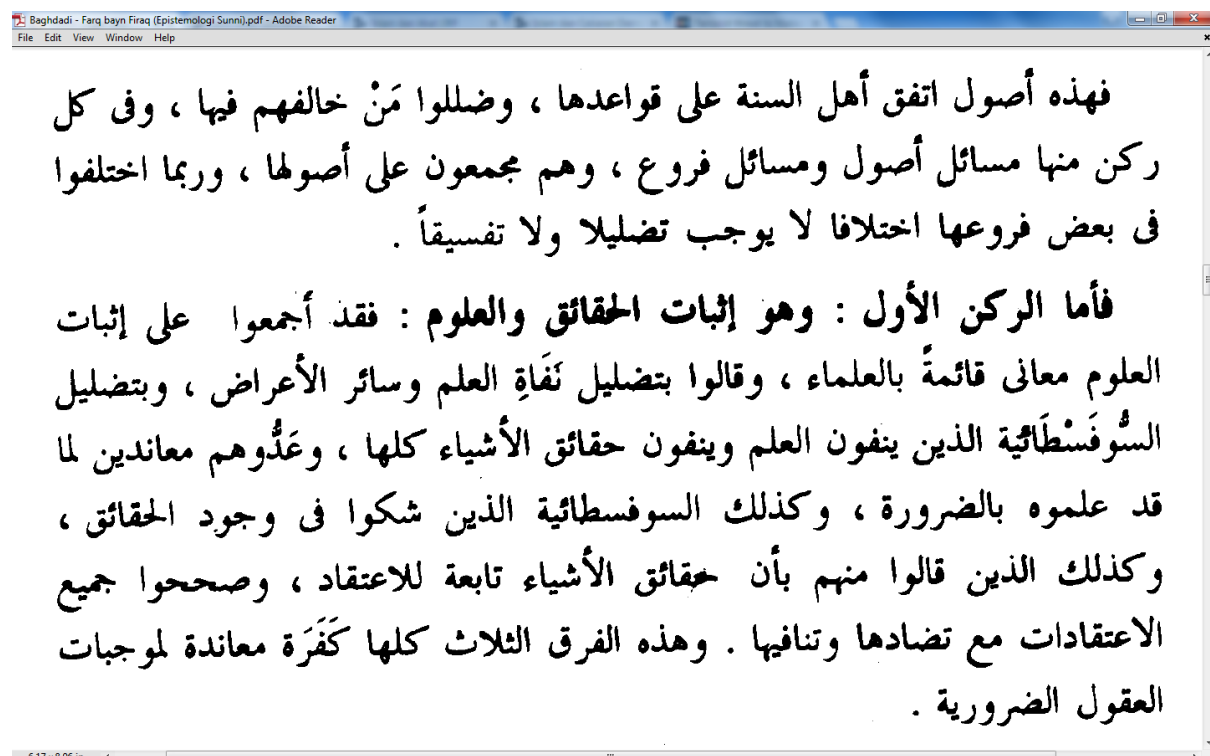 Baghdadi - Farq bayn Firaq (Epistemologi Sunni).pdf - Adobe Reader
File Edit View Window Help
فهذه أصول اتفق أهل السنة على قواعدها ، وضللوا مَنْ خالفهم فيها ، وفى كل
ركن منها مسائل أصول ومسائل فروع ، وهم مجمعون على أصولها ، وربما اختلفوا
فى بعض فروعها اختلافا لا يوجب تضليلا ولا تفسيقاً .
فأما الركن الأول : وهو إثبات الحقائق والعلوم : فقد أجمعوا على إثبات
العلوم معانى قائمةً بالعلماء ، وقالوا بتضليل نَفَاةِ العلم وسائر الأعراض ، وبتضليل
السُّوفَسْطَائية الذين ينفون العلم وينفون حقائق الأشياء كلها ، وعَدُّوهم معاندين لما
قد علموه بالضرورة ، وكذلك السوفسطائية الذين شكوا فى وجود الحقائق ،
وكذلك الذين قالوا منهم بأن حقائق الأشياء تابعة للاعتقاد ، وصححوا جميع
الاعتقادات مع تضادها وتنافيها . وهذه الفرق الثلاث كلها كَفَرَة معاندة لموجبات
العقول الضرورية .